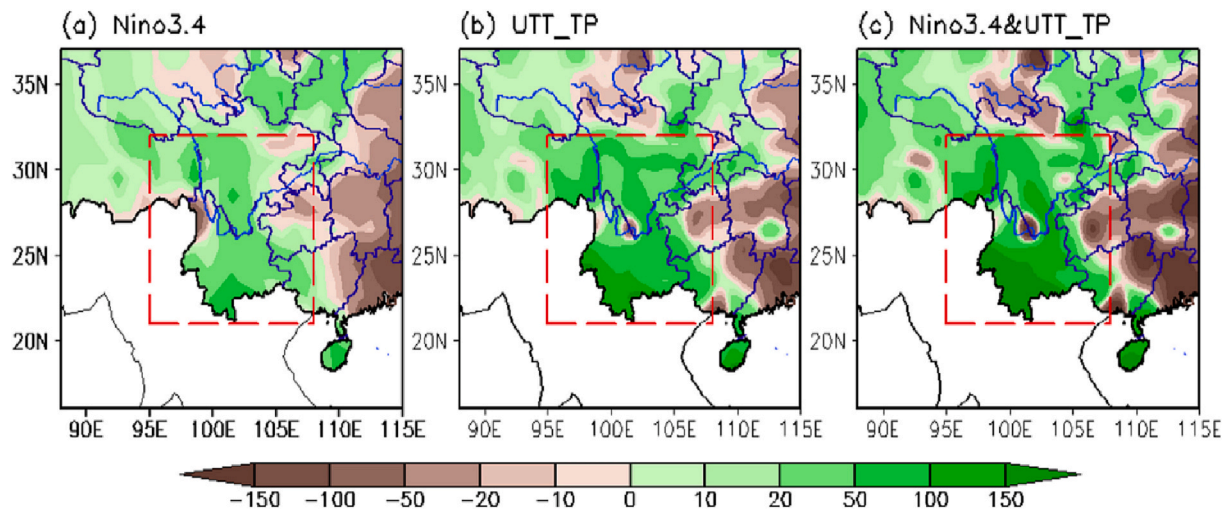 (a) Nino3.4 (b) UTT_TP (c) Nino3.4&UTT_TP
35N 35N 35N
30N 30N 30N
25N 25N 25N
20N 20N 20N
90E 95E 100E 105E 110E 115E 90E 95E 100E 105E 110E 115E 90E 95E 100E 105E 110E 115E
-150 -100 -50 -20 -10 0 10 20 50 100 150